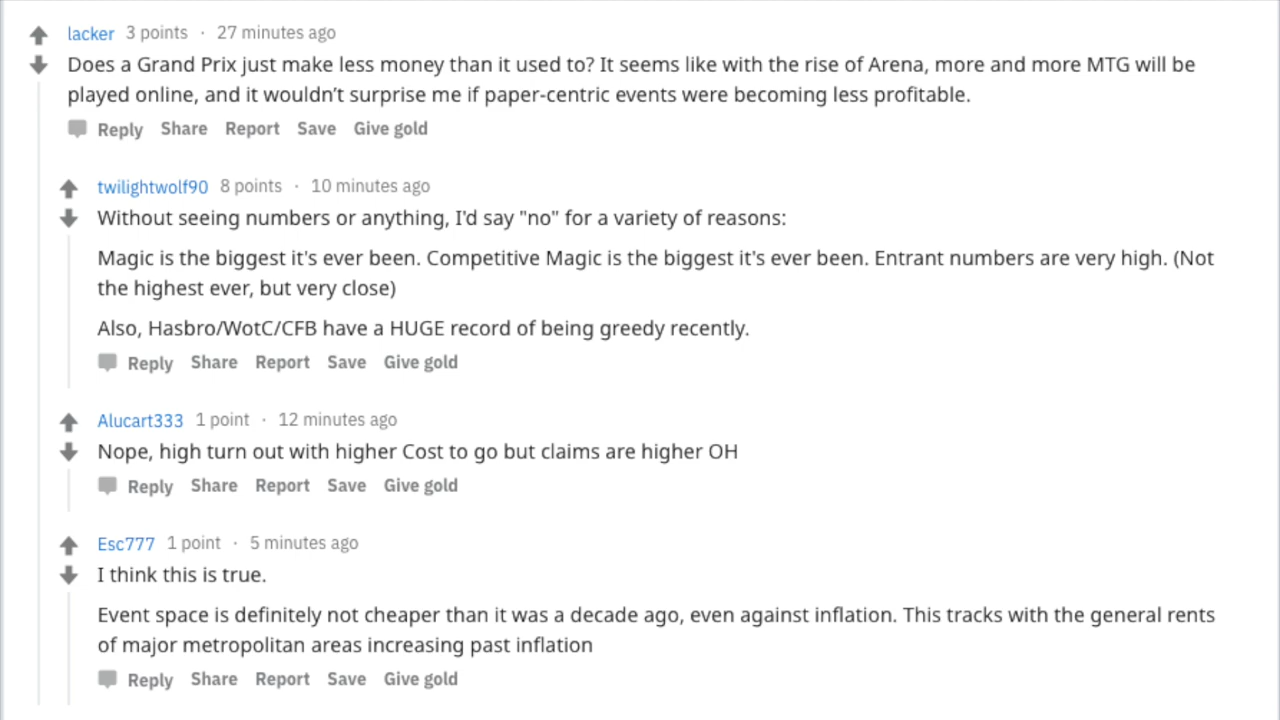 lacker 3 points · 27 minutes ago
Does a Grand Prix just make less money than it used to? It seems like with the rise of Arena, more and more MTG will be
played online, and it wouldn’t surprise me if paper-centric events were becoming less profitable.
Reply Share Report Save Give gold
twilightwolf90 8 points · 10 minutes ago
Without seeing numbers or anything, I'd say "no" for a variety of reasons:
Magic is the biggest it's ever been. Competitive Magic is the biggest it's ever been. Entrant numbers are very high. (Not
the highest ever, but very close)
Also, Hasbro/WotC/CFB have a HUGE record of being greedy recently.
Reply Share Report Save Give gold
Alucart333 1 point · 12 minutes ago
Nope, high turn out with higher Cost to go but claims are higher OH
Reply Share Report Save Give gold
Esc777 1 point · 5 minutes ago
I think this is true.
Event space is definitely not cheaper than it was a decade ago, even against inflation. This tracks with the general rents
of major metropolitan areas increasing past inflation
Reply Share Report Save Give gold